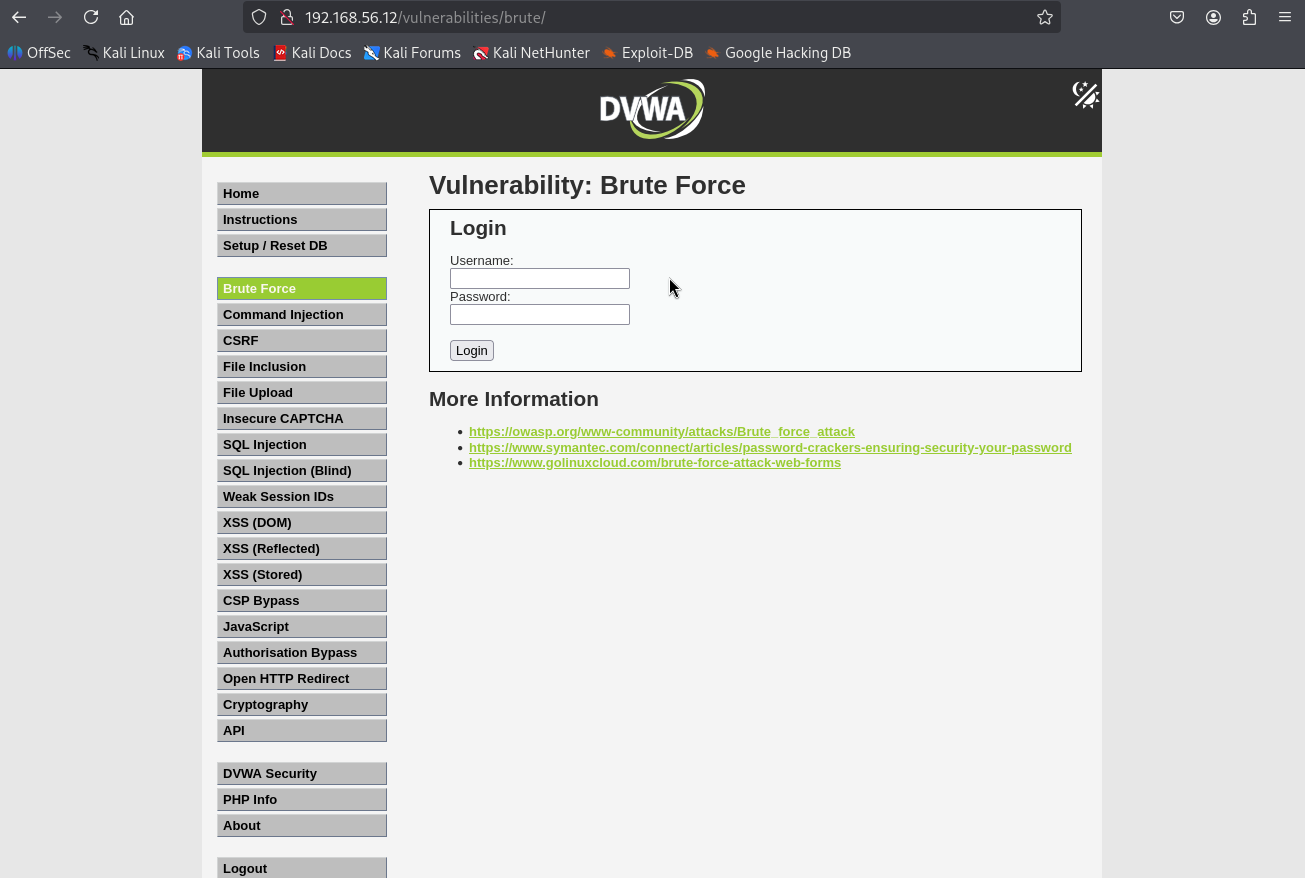 192.168.56.12/vulnerabilities/brute/
OffSec Kali Linux Kali Tools Kali Docs Kali Forums Kali NetHunter Exploit-DB Google Hacking DB
DVWA
Home
Instructions
Setup / Reset DB
Brute Force
Command Injection
CSRF
File Inclusion
File Upload
Insecure CAPTCHA
SQL Injection
SQL Injection (Blind)
Weak Session IDs
XSS (DOM)
XSS (Reflected)
XSS (Stored)
CSP Bypass
JavaScript
Authorisation Bypass
Open HTTP Redirect
Cryptography
API
DVWA Security
PHP Info
About
Logout
Vulnerability: Brute Force
Login
Username:
Password:
Login
More Information
https://owasp.org/www-community/attacks/Brute_force_attack
https://www.symantec.com/connect/articles/password-crackers-ensuring-security-your-password
https://www.golinuxcloud.com/brute-force-attack-web-forms